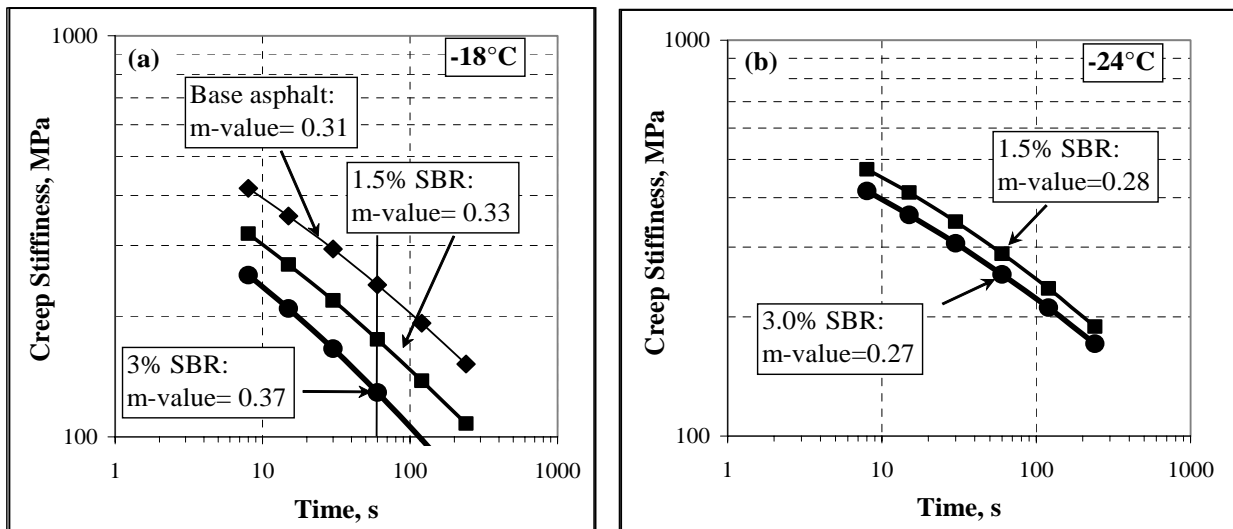 (a)
-18°C
1000
100
Creep Stiffness, MPa
Base asphalt:
m-value= 0.31
1.5% SBR:
m-value= 0.33
3% SBR:
m-value= 0.37
1 10 100 1000
Time, s
(b)
-24°C
1000
100
Creep Stiffness, MPa
1.5% SBR:
m-value=0.28
3.0% SBR:
m-value=0.27
1 10 100 1000
Time, s